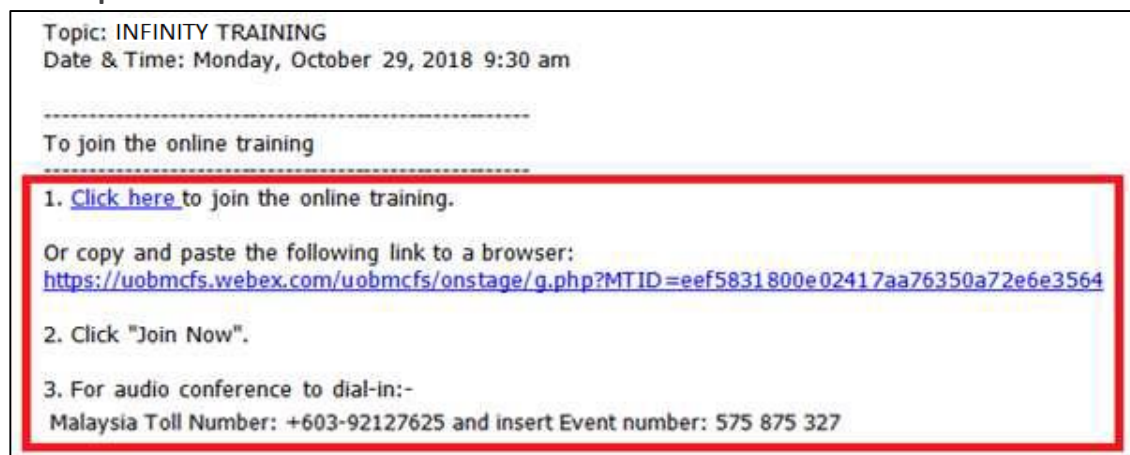 Topic: INFINITY TRAINING
Date & Time: Monday, October 29, 2018 9:30 am
-------------------------------------------------------
To join the online training
-------------------------------------------------------
1. Click here to join the online training.
Or copy and paste the following link to a browser:
https://uobmcfs.webex.com/uobmcfs/onstage/g.php?MTID=eef5831800e02417aa76350a72e6e3564
2. Click "Join Now".
3. For audio conference to dial-in:-
Malaysia Toll Number: +603-92127625 and insert Event number: 575 875 327